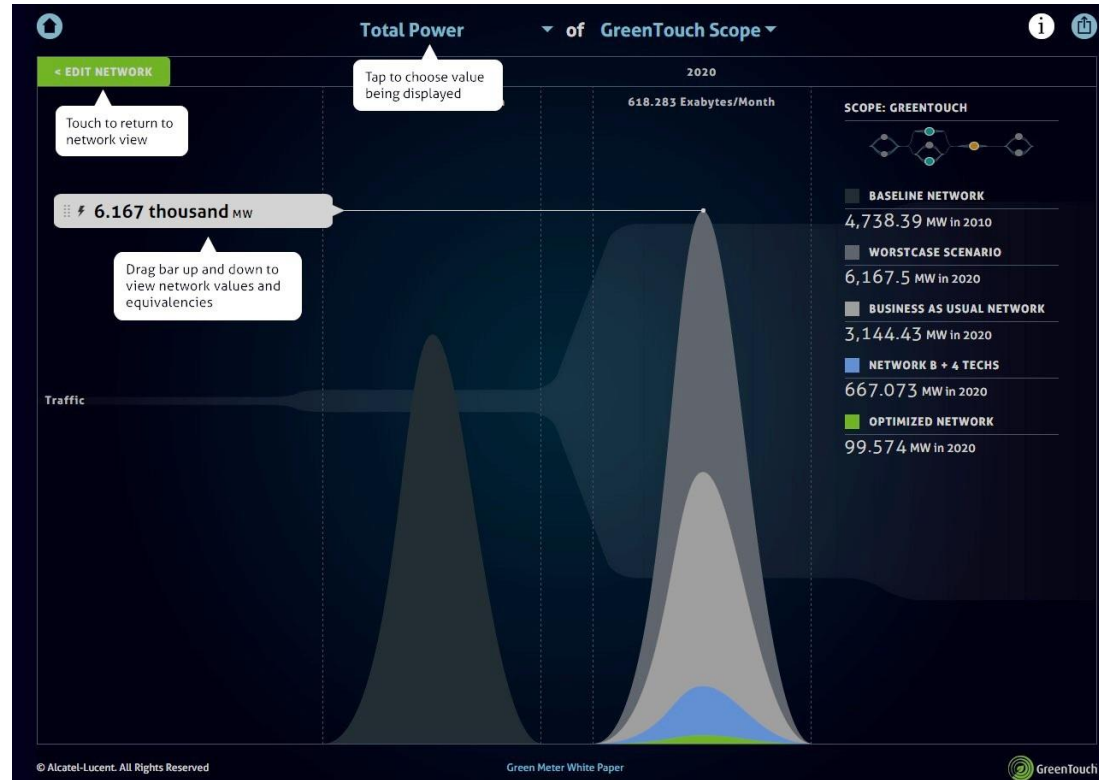 Total Power of GreenTouch Scope
i
< EDIT NETWORK
2020
Tap to choose value
being displayed
618.283 Exabytes/Month
Touch to return to
network view
SCOPE: GREENTOUCH
6.167 thousand MW
Drag bar up and down to
view network values and
equivalencies
BASELINE NETWORK
4,738.39 MW in 2010
WORSTCASE SCENARIO
6,167.5 MW in 2020
BUSINESS AS USUAL NETWORK
3,144.43 MW in 2020
NETWORK B + 4 TECHS
667.073 MW in 2020
OPTIMIZED NETWORK
99.574 MW in 2020
Traffic
© Alcatel-Lucent. All Rights Reserved
Green Meter White Paper
GreenTouch